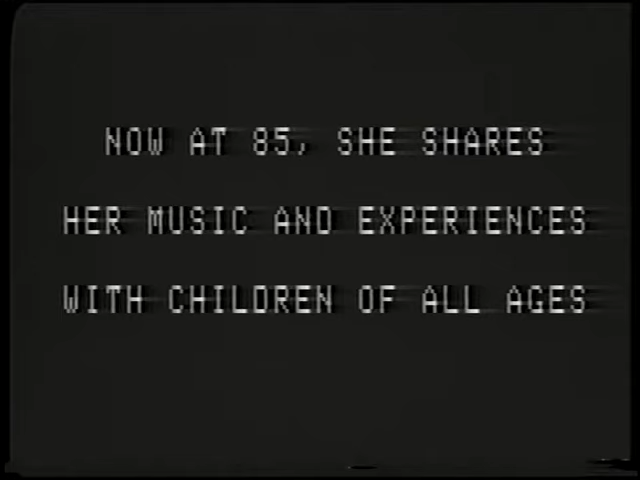 NOW AT 85, SHE SHARES
HER MUSIC AND EXPERIENCES
WITH CHILDREN OF ALL AGES